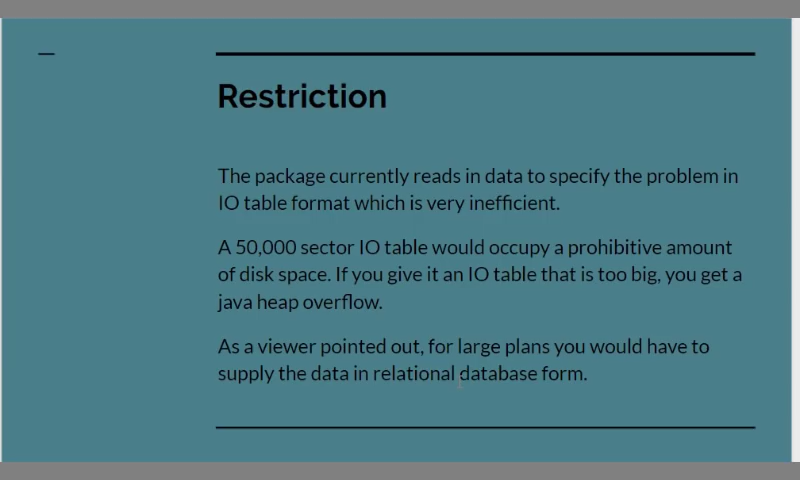 Restriction
The package currently reads in data to specify the problem in
IO table format which is very inefficient.
A 50,000 sector IO table would occupy a prohibitive amount
of disk space. If you give it an IO table that is too big, you get a
java heap overflow.
As a viewer pointed out, for large plans you would have to
supply the data in relational database form.